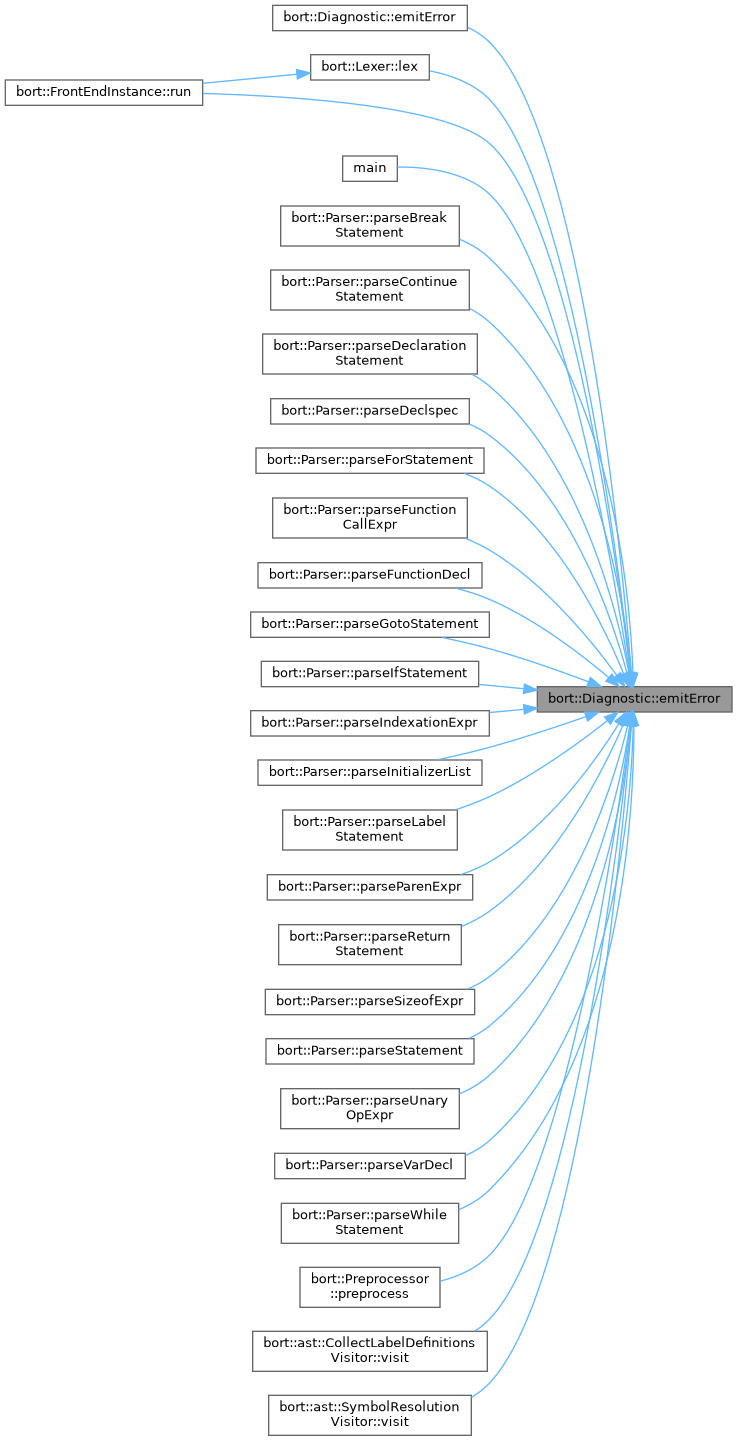 bort::Diagnostic::emitError
bort::Lexer::lex
bort::FrontEndInstance::run
main
bort::Parser::parseBreak
Statement
bort::Parser::parseContinue
Statement
bort::Parser::parseDeclaration
Statement
bort::Parser::parseDeclspec
bort::Parser::parseForStatement
bort::Parser::parseFunction
CallExpr
bort::Parser::parseFunctionDecl
bort::Parser::parseGotoStatement
bort::Parser::parseIfStatement
bort::Diagnostic::emitError
bort::Parser::parseIndexationExpr
bort::Parser::parseInitializerList
bort::Parser::parseLabel
Statement
bort::Parser::parseParenExpr
bort::Parser::parseReturn
Statement
bort::Parser::parseSizeofExpr
bort::Parser::parseStatement
bort::Parser::parseUnary
OpExpr
bort::Parser::parseVarDecl
bort::Parser::parseWhile
Statement
bort::Preprocessor
::preprocess
bort::ast::CollectLabelDefinitions
Visitor::visit
bort::ast::SymbolResolution
Visitor::visit